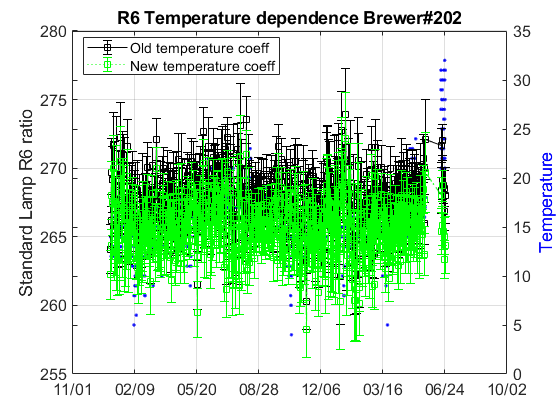 R6 Temperature dependence Brewer#202
Old temperature coeff
New temperature coeff
Standard Lamp R6 ratio
280
275
270
265
260
255
Temperature
35
30
25
20
15
10
5
0
11/01 02/09 05/20 08/28 12/06 03/16 06/24 10/02